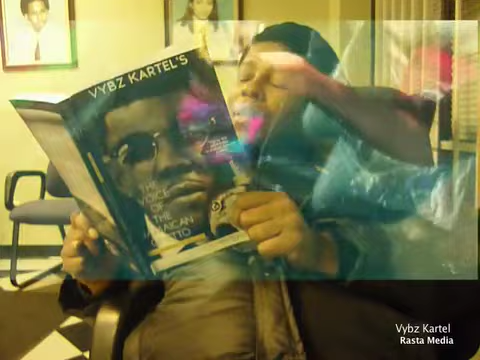 VYBZ KARTEL'S
THE
VOICE
OF
THE
JAMAICAN
GHETTO
Vybz Kartel
Rasta Media